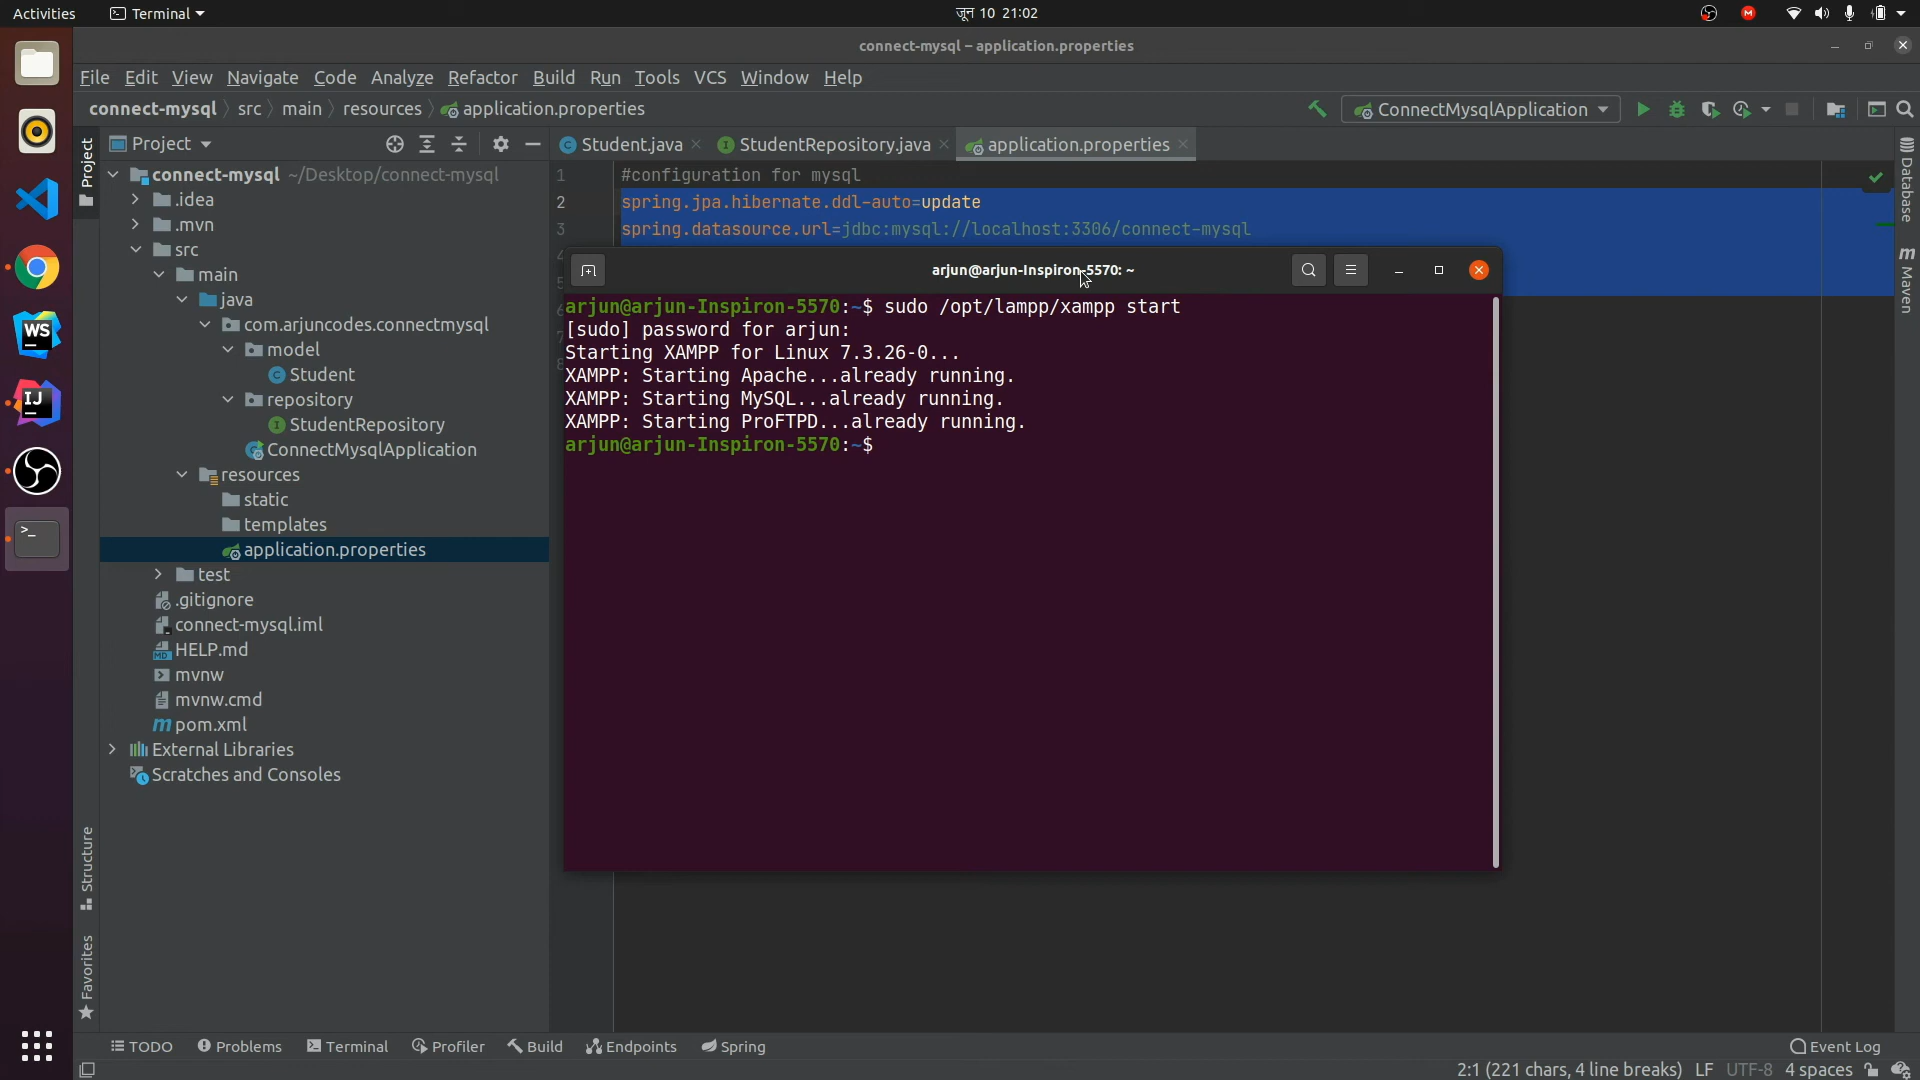 Activities
Terminal
जून 10 21:02
connect-mysql – application.properties
File Edit View Navigate Code Analyze Refactor Build Run Tools VCS Window Help
connect-mysql src main resources application.properties
ConnectMysqlApplication
Project
Student.java
StudentRepository.java
application.properties
Project
connect-mysql ~/Desktop/connect-mysql
.idea
.mvn
src
main
java
com.arjuncodes.connectmysql
model
Student
repository
StudentRepository
ConnectMysqlApplication
resources
static
templates
application.properties
test
.gitignore
connect-mysql.iml
HELP.md
mvnw
mvnw.cmd
pom.xml
External Libraries
Scratches and Consoles
1 #configuration for mysql
2 spring.jpa.hibernate.ddl-auto=update
3 spring.datasource.url=jdbc:mysql://localhost:3306/connect-mysql
arjun@arjun-Inspiron-5570: ~
arjun@arjun-Inspiron-5570:~$ sudo /opt/lampp/xampp start
[sudo] password for arjun:
Starting XAMPP for Linux 7.3.26-0...
XAMPP: Starting Apache...already running.
XAMPP: Starting MySQL...already running.
XAMPP: Starting ProFTPD...already running.
arjun@arjun-Inspiron-5570:~$
Database
Maven
Structure
Favorites
TODO Problems Terminal Profiler Build Endpoints Spring
Event Log
2:1 (221 chars, 4 line breaks) LF UTF-8 4 spaces